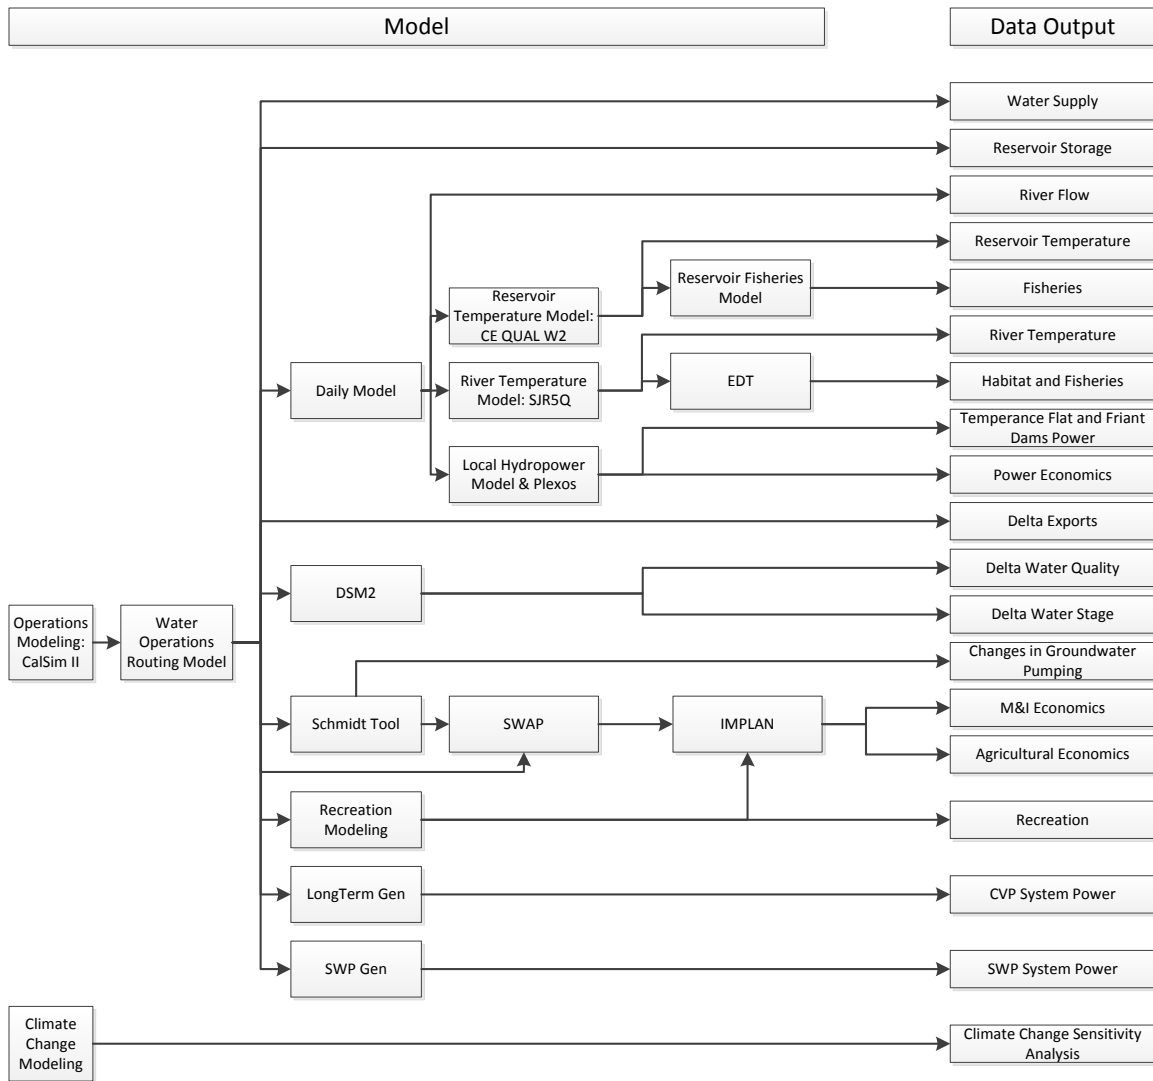 Model
Data Output
Water Supply
Reservoir Storage
River Flow
Reservoir Temperature
Reservoir
Temperature Model:
CE QUAL W2
Reservoir Fisheries
Model
Fisheries
River Temperature
Daily Model
River Temperature
Model: SJR5Q
EDT
Habitat and Fisheries
Temperance Flat and Friant
Dams Power
Local Hydropower
Model & Plexos
Power Economics
Delta Exports
DSM2
Delta Water Quality
Delta Water Stage
Operations
Modeling:
CalSim II
Water
Operations
Routing Model
Changes in Groundwater
Pumping
Schmidt Tool
SWAP
IMPLAN
M&I Economics
Agricultural Economics
Recreation
Modeling
Recreation
LongTerm Gen
CVP System Power
SWP Gen
SWP System Power
Climate
Change
Modeling
Climate Change Sensitivity
Analysis